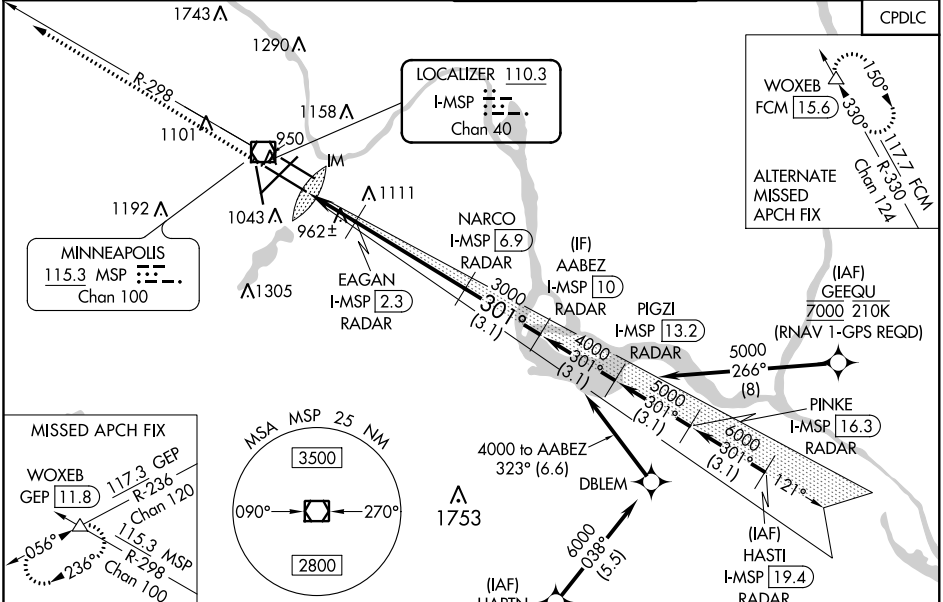 1743
CPDLC
1290
R-298
LOCALIZER 110.3
I-MSP
Chan 40
1158
1101
950
IM
WOXEB
FCM 15.6
150°
330°
117.7 FCM
R-330
Chan 124
ALTERNATE
MISSED
APCH FIX
1111
1192
1043
962±
NARCO
I-MSP 6.9
RADAR
(IF)
AABEZ
I-MSP 10
RADAR
MINNEAPOLIS
115.3 MSP
Chan 100
1305
EAGAN
I-MSP 2.3
RADAR
3000
301°
(3.1)
PIGZI
I-MSP 13.2
RADAR
(IAF)
GEEQU
7000 210K
(RNAV 1-GPS REQD)
4000
301°
(3.1)
5000
266°
(8)
5000
301°
(3.1)
PINKE
I-MSP 16.3
RADAR
6000
301°
(3.1)
121°
MISSED APCH FIX
WOXEB
GEP 11.8
117.3 GEP
R-236
Chan 120
056°
236°
115.3 MSP
R-298
Chan 100
MSA MSP 25 NM
3500
090°
270°
2800
1753
4000 to AABEZ
323° (6.6)
DBLEM
6000
038°
(5.5)
(IAF)
HASTI
I-MSP 19.4
RADAR
(IAF)